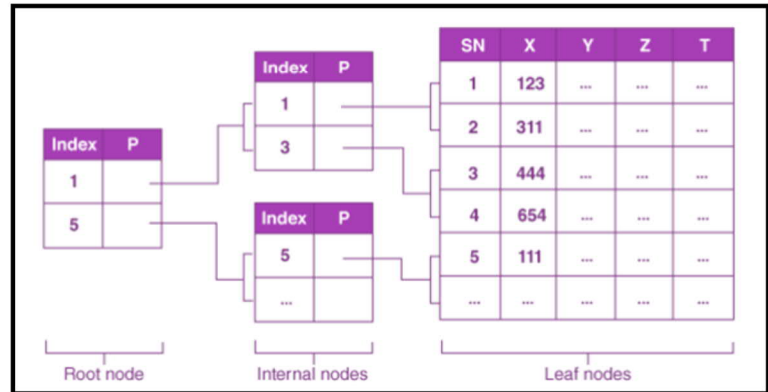 Index P
1
5
Index P
1
3
Index P
5
...
SN X Y Z T
1 123 ... ... ...
2 311 ... ... ...
3 444 ... ... ...
4 654 ... ... ...
5 111 ... ... ...
... ... ... ... ...
Root node
Internal nodes
Leaf nodes